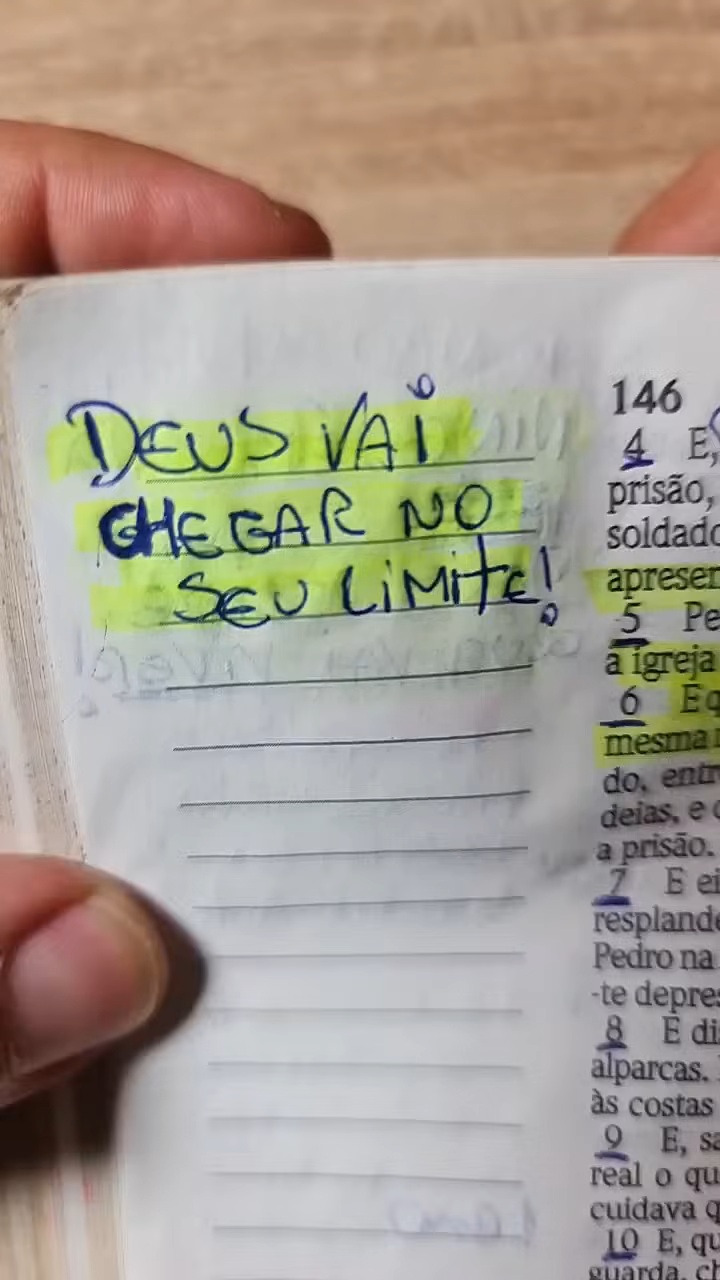 DEUS VAI
CHEGAR NO
SEU LIMITE!
146
4 E,
prisão,
soldado
apresen
5 Pe
a igreja
6 E q
mesma
do, entr
deias, e
a prisão.
7 E ei
resplande
Pedro na
-te depres
8 E di
alparcas.
às costas
9 E, sa
real o qu
cuidava q
10 E, qu
guarda, ch